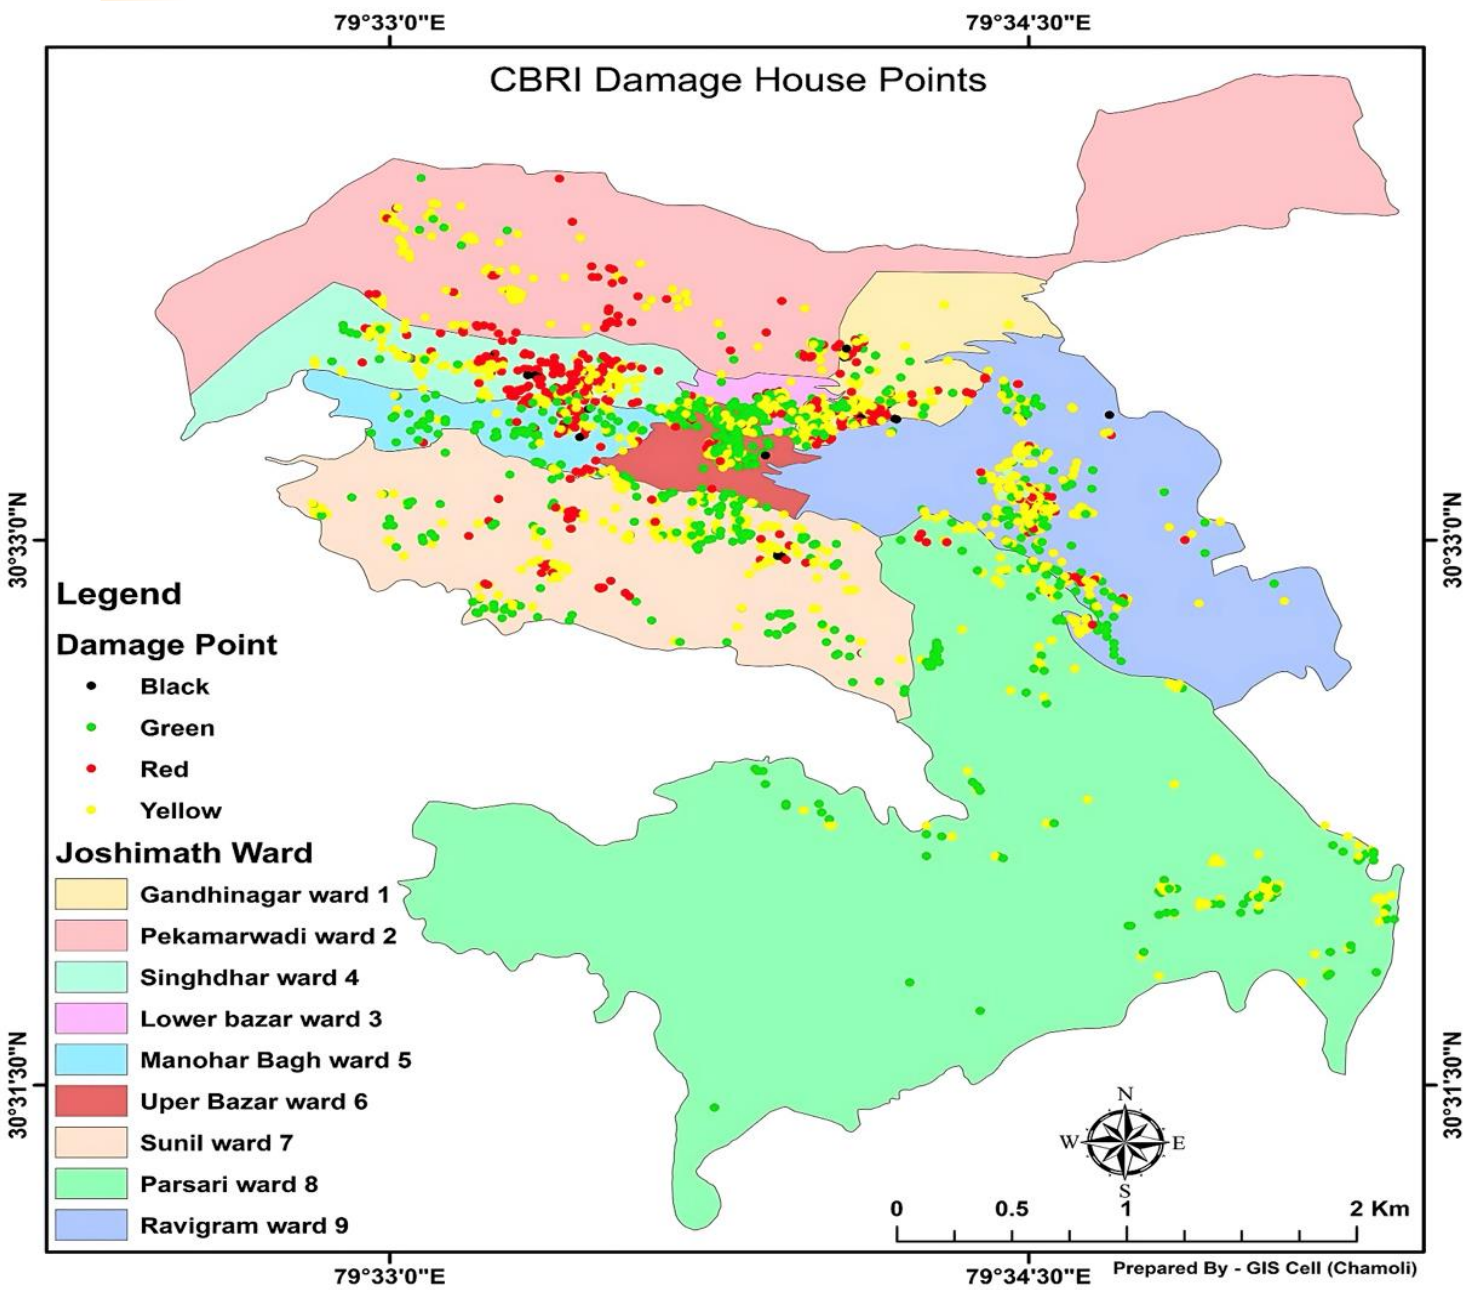 79°33'0"E 79°34'30"E
CBRI Damage House Points
30°33'0"N 30°33'0"N
Legend
Damage Point
Black
Green
Red
Yellow
Joshimath Ward
Gandhinagar ward 1
Pekamarwadi ward 2
Singhdhar ward 4
Lower bazar ward 3
Manohar Bagh ward 5
Uper Bazar ward 6
Sunil ward 7
Parsari ward 8
Ravigram ward 9
30°31'30"N 30°31'30"N
N
W E
S
0 0.5 1 2 Km
79°33'0"E 79°34'30"E
Prepared By - GIS Cell (Chamoli)